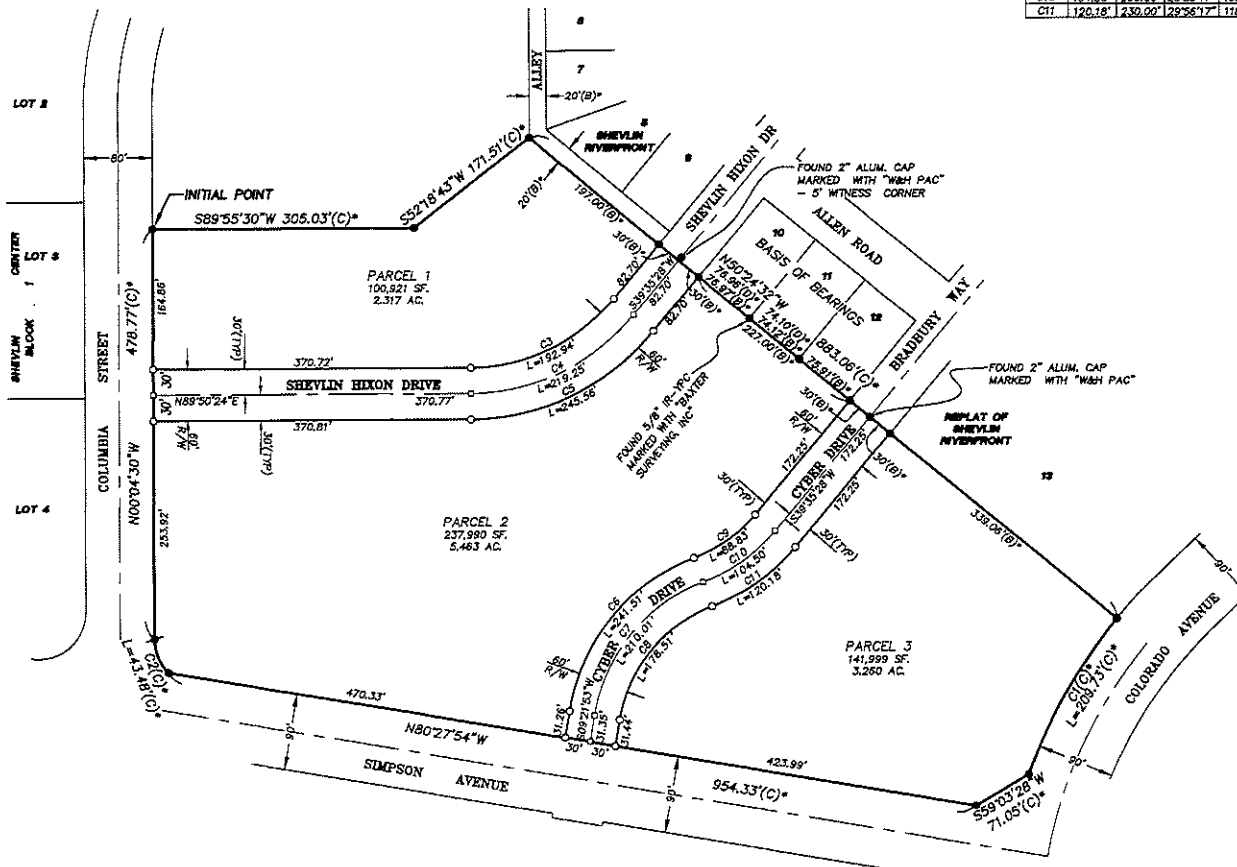 C11 120.18' 230.00' 29°56'17"
8
7
ALLEY
20'(B)*
LOT 2
80'
INITIAL POINT
S89°55'30"W 305.03'(C)*
S52°18'43"W 171.51'(C)*
SHEVLIN
RIVERFRONT
9
SHEVLIN HIXON DR
FOUND 2" ALUM. CAP
MARKED WITH "W&H PAC"
- 5' WITNESS CORNER
20'(B)*
197.00'(B)*
30'(B)*
ALLEN ROAD
10
11
12
BASIS OF BEARINGS
N50°24'32"W
883.06'(C)*
76.96'(D)*
76.97'(B)*
74.10'(D)*
74.12'(B)*
227.00'(B)*
75.91'(B)*
30'(B)*
30'(B)*
BRADBURY WAY
LOT 3
SHEVLIN CENTER
BLOCK 1
478.77'(C)*
164.86'
PARCEL 1
100,921 SF.
2.317 AC.
82.70'
S39°35'28"W
82.70'
82.70'
60'
R/W
C3
L=192.94'
C4
L=219.25'
C5
L=245.56'
30'(TYP)
370.72'
SHEVLIN HIXON DRIVE
N89°50'24"E
370.77'
370.81'
30'
30'
60'
R/W
30'(TYP)
FOUND 5/8" IR-YPC
MARKED WITH "BAXTER
SURVEYING, INC"
FOUND 2" ALUM. CAP
MARKED WITH "W&H PAC"
REPLAT OF
SHEVLIN
RIVERFRONT
13
60'
R/W
172.25'
CYBER DRIVE
172.25'
S39°35'28"W
172.25'
30'(B)*
30'(TYP)
30'(TYP)
339.06'(B)*
COLUMBIA STREET
N00°04'30"W
LOT 4
253.92'
PARCEL 2
237,990 SF.
5.463 AC.
C9
L=88.83'
C10
L=104.50'
C11
L=120.18'
C6
L=241.51'
CYBER DRIVE
C7
L=210.01'
C8
L=178.51'
60'
R/W
PARCEL 3
141,999 SF.
3.260 AC.
90'
COLORADO AVENUE
C1(C)*
L=209.73'(C)*
90'
C2(C)*
L=43.48'(C)*
470.33'
31.26'
S09°21'53"W
31.35'
31.44'
30'
30'
N80°27'54"W
90'
SIMPSON AVENUE
423.99'
954.33'(C)*
90'
S59°03'28"W
71.05'(C)*